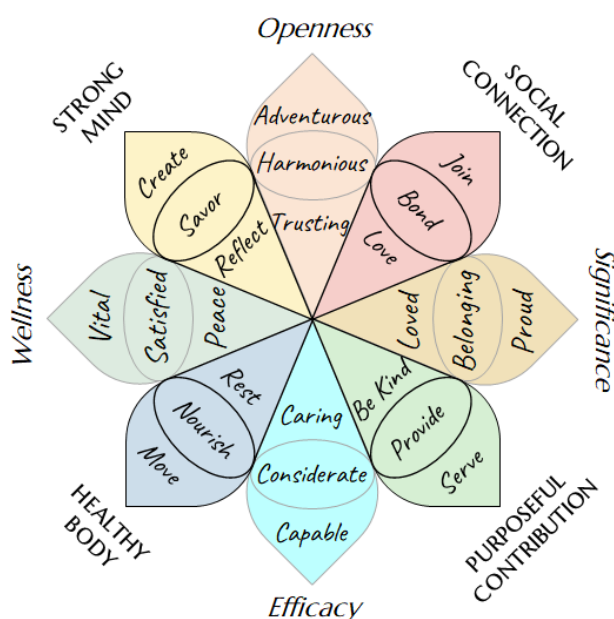 Openness
STRONG
MIND
SOCIAL
CONNECTION
Adventurous
Harmonious
Trusting
Create
Savor
Reflect
Join
Bond
Love
Wellness
Vital
Satisfied
Peace
Loved
Belonging
Proud
Significance
Rest
Nourish
Move
Caring
Considerate
Capable
Be Kind
Provide
Serve
HEALTHY
BODY
PURPOSEFUL
CONTRIBUTION
Efficacy